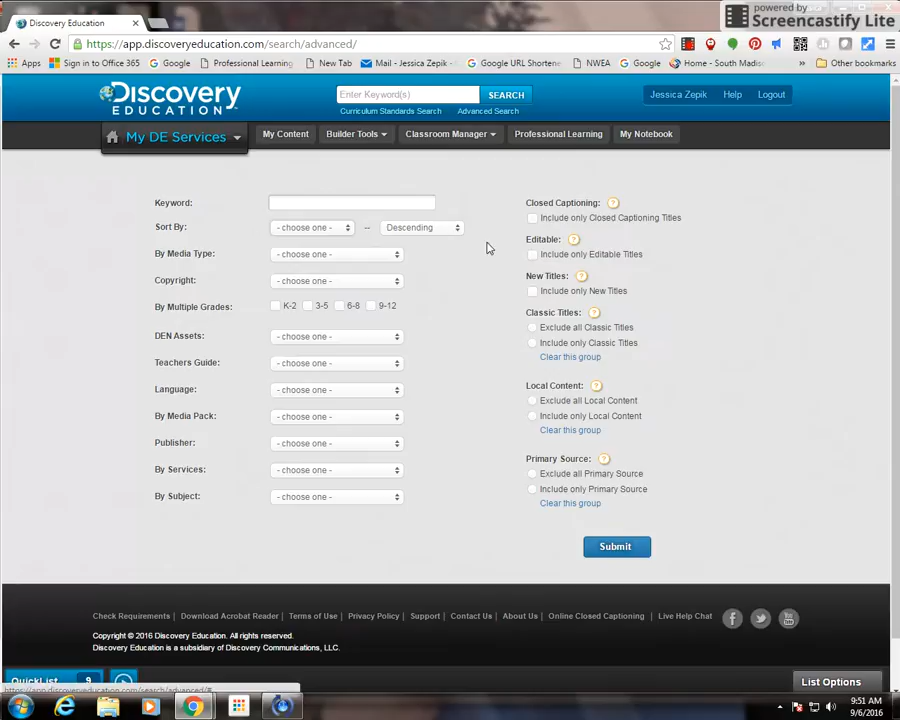 powered by
Screencastify Lite
Discovery Education
https://app.discoveryeducation.com/search/advanced/
Apps Sign in to Office 365 Google Professional Learning New Tab Mail - Jessica Zepik Google URL Shortene NWEA Google Home - South Madis Other bookmarks
Discovery
EDUCATION
Enter Keyword(s) SEARCH
Curriculum Standards Search Advanced Search
Jessica Zepik Help Logout
My DE Services My Content Builder Tools Classroom Manager Professional Learning My Notebook
Keyword:
Sort By: - choose one - -- Descending
By Media Type: - choose one -
Copyright: - choose one -
By Multiple Grades: K-2 3-5 6-8 9-12
DEN Assets: - choose one -
Teachers Guide: - choose one -
Language: - choose one -
By Media Pack: - choose one -
Publisher: - choose one -
By Services: - choose one -
By Subject: - choose one -
Closed Captioning: ?
Include only Closed Captioning Titles
Editable: ?
Include only Editable Titles
New Titles: ?
Include only New Titles
Classic Titles: ?
Exclude all Classic Titles
Include only Classic Titles
Clear this group
Local Content: ?
Exclude all Local Content
Include only Local Content
Clear this group
Primary Source: ?
Exclude all Primary Source
Include only Primary Source
Clear this group
Submit
Check Requirements | Download Acrobat Reader | Terms of Use | Privacy Policy | Support | Contact Us | About Us | Online Closed Captioning | Live Help Chat
Copyright © 2016 Discovery Education. All rights reserved.
Discovery Education is a subsidiary of Discovery Communications, LLC.
QuickList 9
List Options
https://app.discoveryeducation.com/search/advanced/#
9:51 AM
9/6/2016